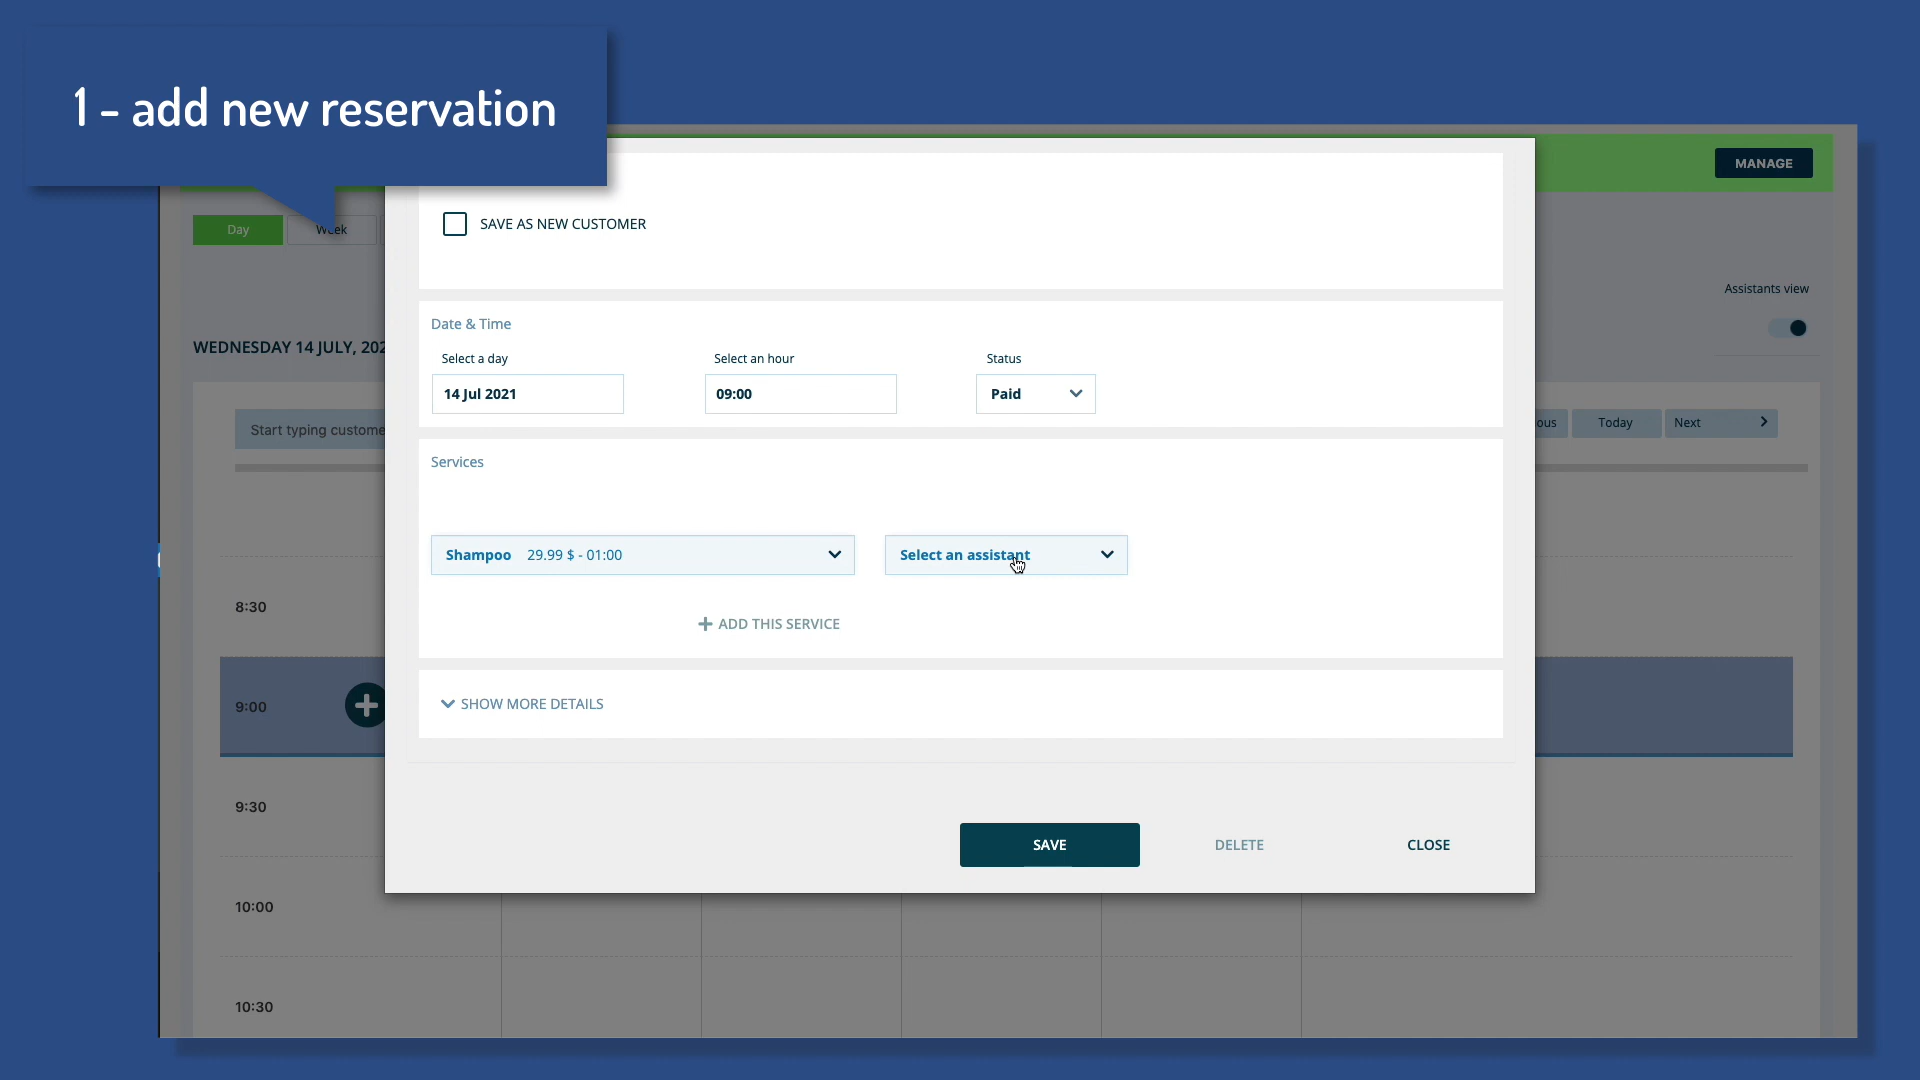 1 - add new reservation
MANAGE
Day
Week
SAVE AS NEW CUSTOMER
Assistants view
WEDNESDAY 14 JULY, 202
Date & Time
Select a day
Select an hour
Status
14 Jul 2021
09:00
Paid
Start typing custome
ous
Today
Next
Services
Shampoo 29.99 $ - 01:00
Select an assistant
8:30
ADD THIS SERVICE
9:00
SHOW MORE DETAILS
9:30
SAVE
DELETE
CLOSE
10:00
10:30